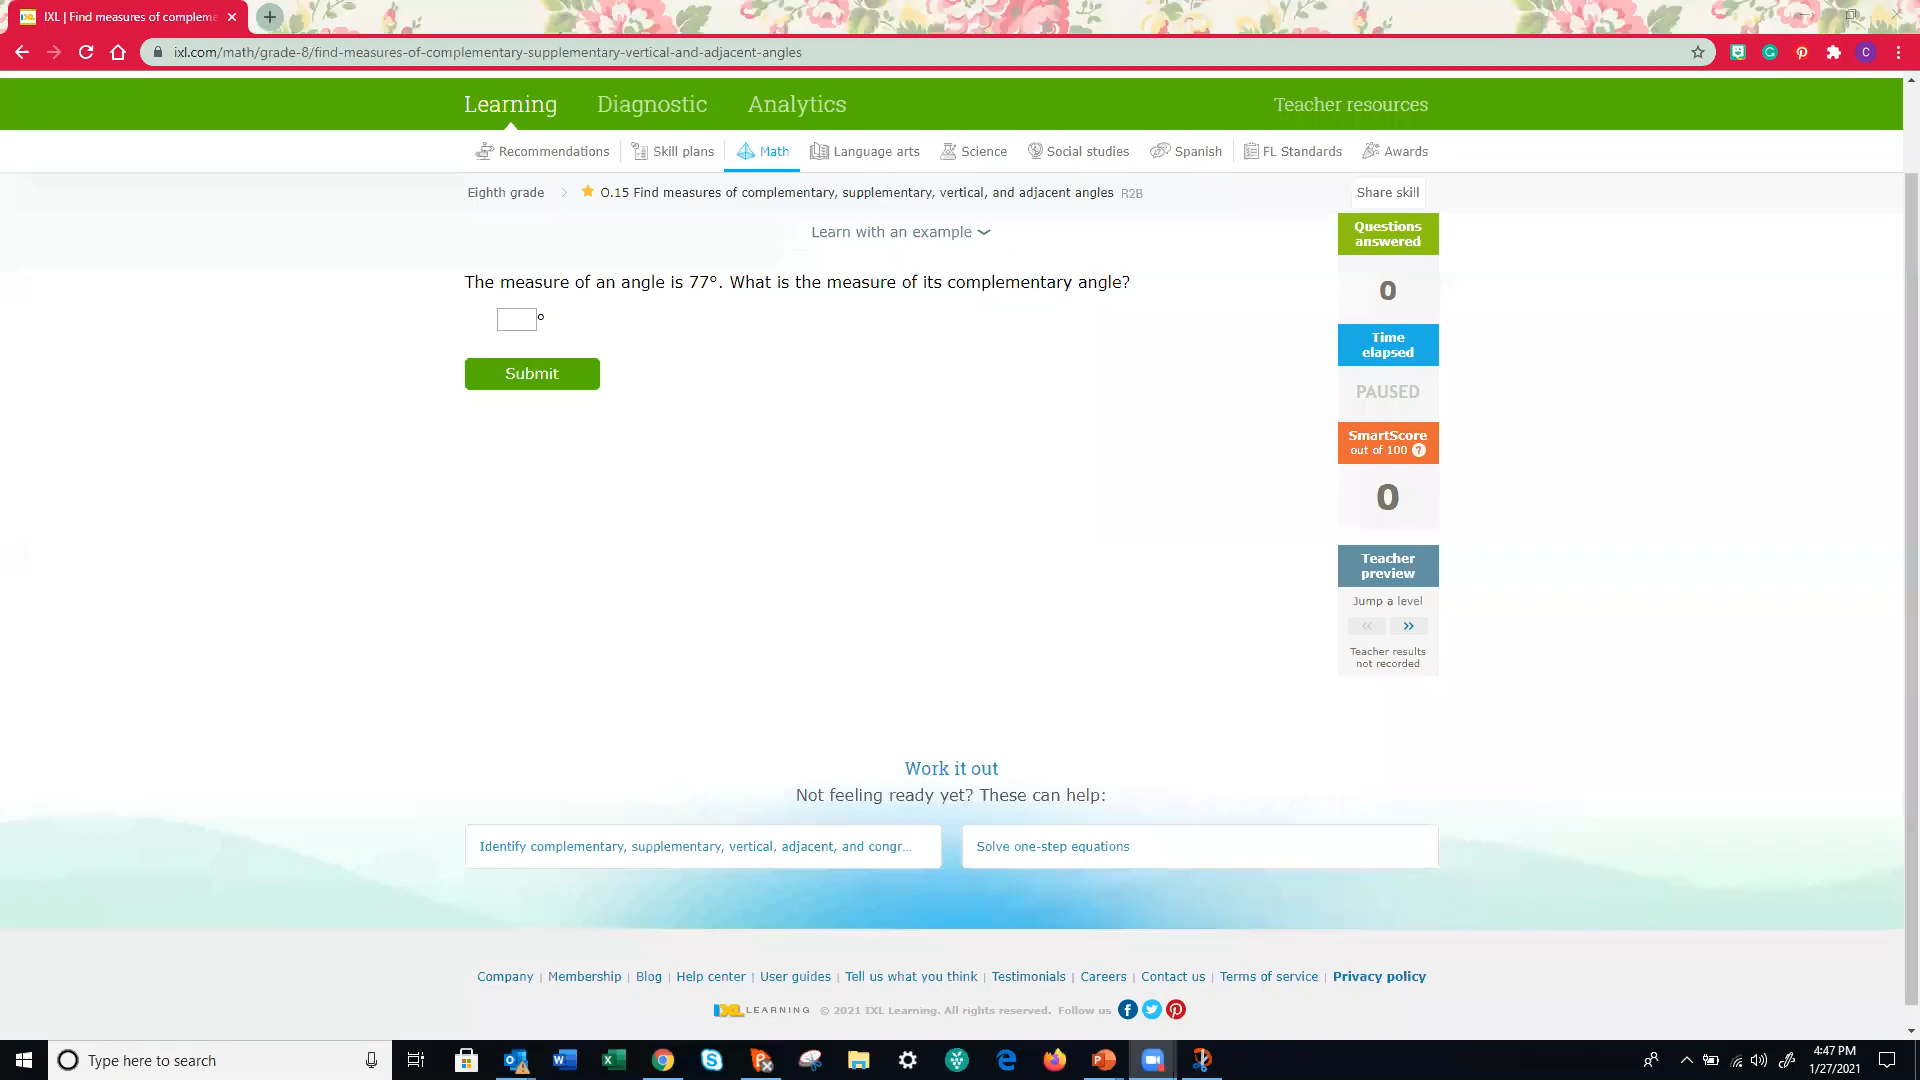 IXL | Find measures of compleme
ixl.com/math/grade-8/find-measures-of-complementary-supplementary-vertical-and-adjacent-angles
C
Learning Diagnostic Analytics Teacher resources
Recommendations Skill plans Math Language arts Science Social studies Spanish FL Standards Awards
Eighth grade > O.15 Find measures of complementary, supplementary, vertical, and adjacent angles R2B Share skill
Learn with an example
Questions
answered
The measure of an angle is 77°. What is the measure of its complementary angle?
0
°
Time
elapsed
Submit
PAUSED
SmartScore
out of 100 ?
0
Teacher
preview
Jump a level
<< >>
Teacher results
not recorded
Work it out
Not feeling ready yet? These can help:
Identify complementary, supplementary, vertical, adjacent, and congr...
Solve one-step equations
Company | Membership | Blog | Help center | User guides | Tell us what you think | Testimonials | Careers | Contact us | Terms of service | Privacy policy
IXL LEARNING © 2021 IXL Learning. All rights reserved. Follow us
Type here to search
4:47 PM
1/27/2021